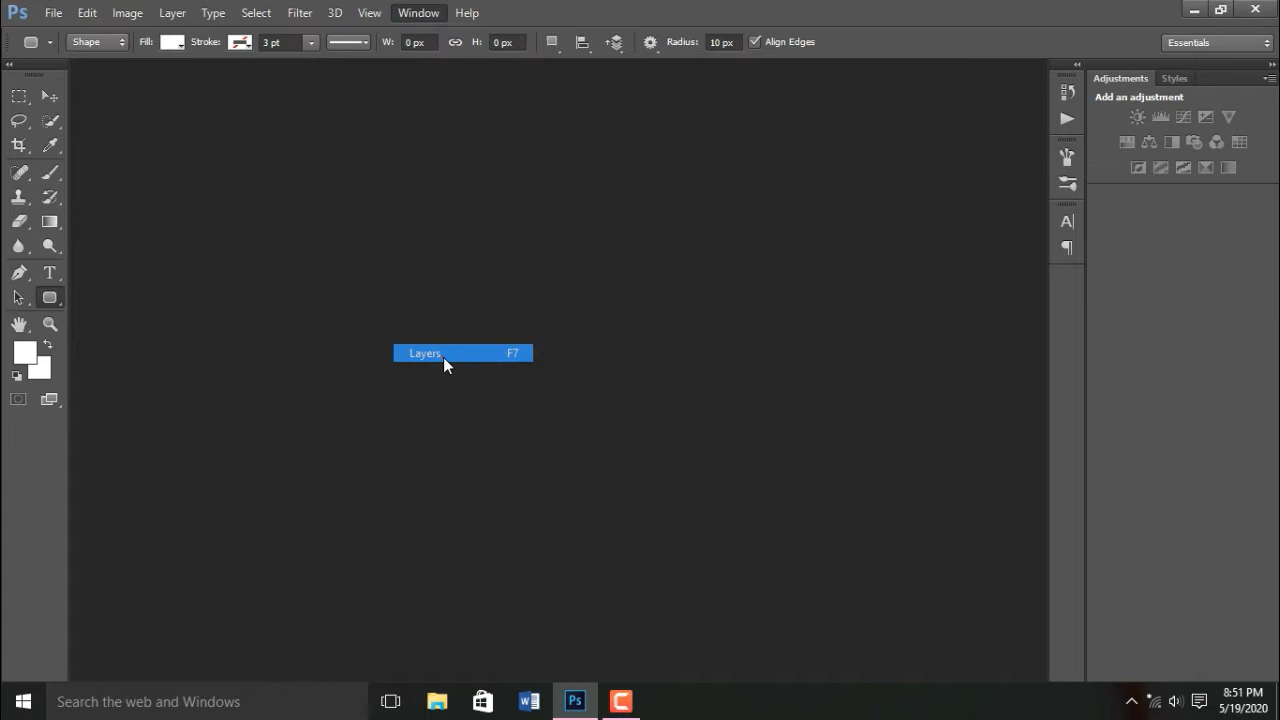 Ps File Edit Image Layer Type Select Filter 3D View Window Help
Shape Fill: Stroke: 3 pt W: 0 px H: 0 px Radius: 10 px Align Edges Essentials
Adjustments Styles
Add an adjustment
Layers F7
Search the web and Windows
Ps
8:51 PM
5/19/2020